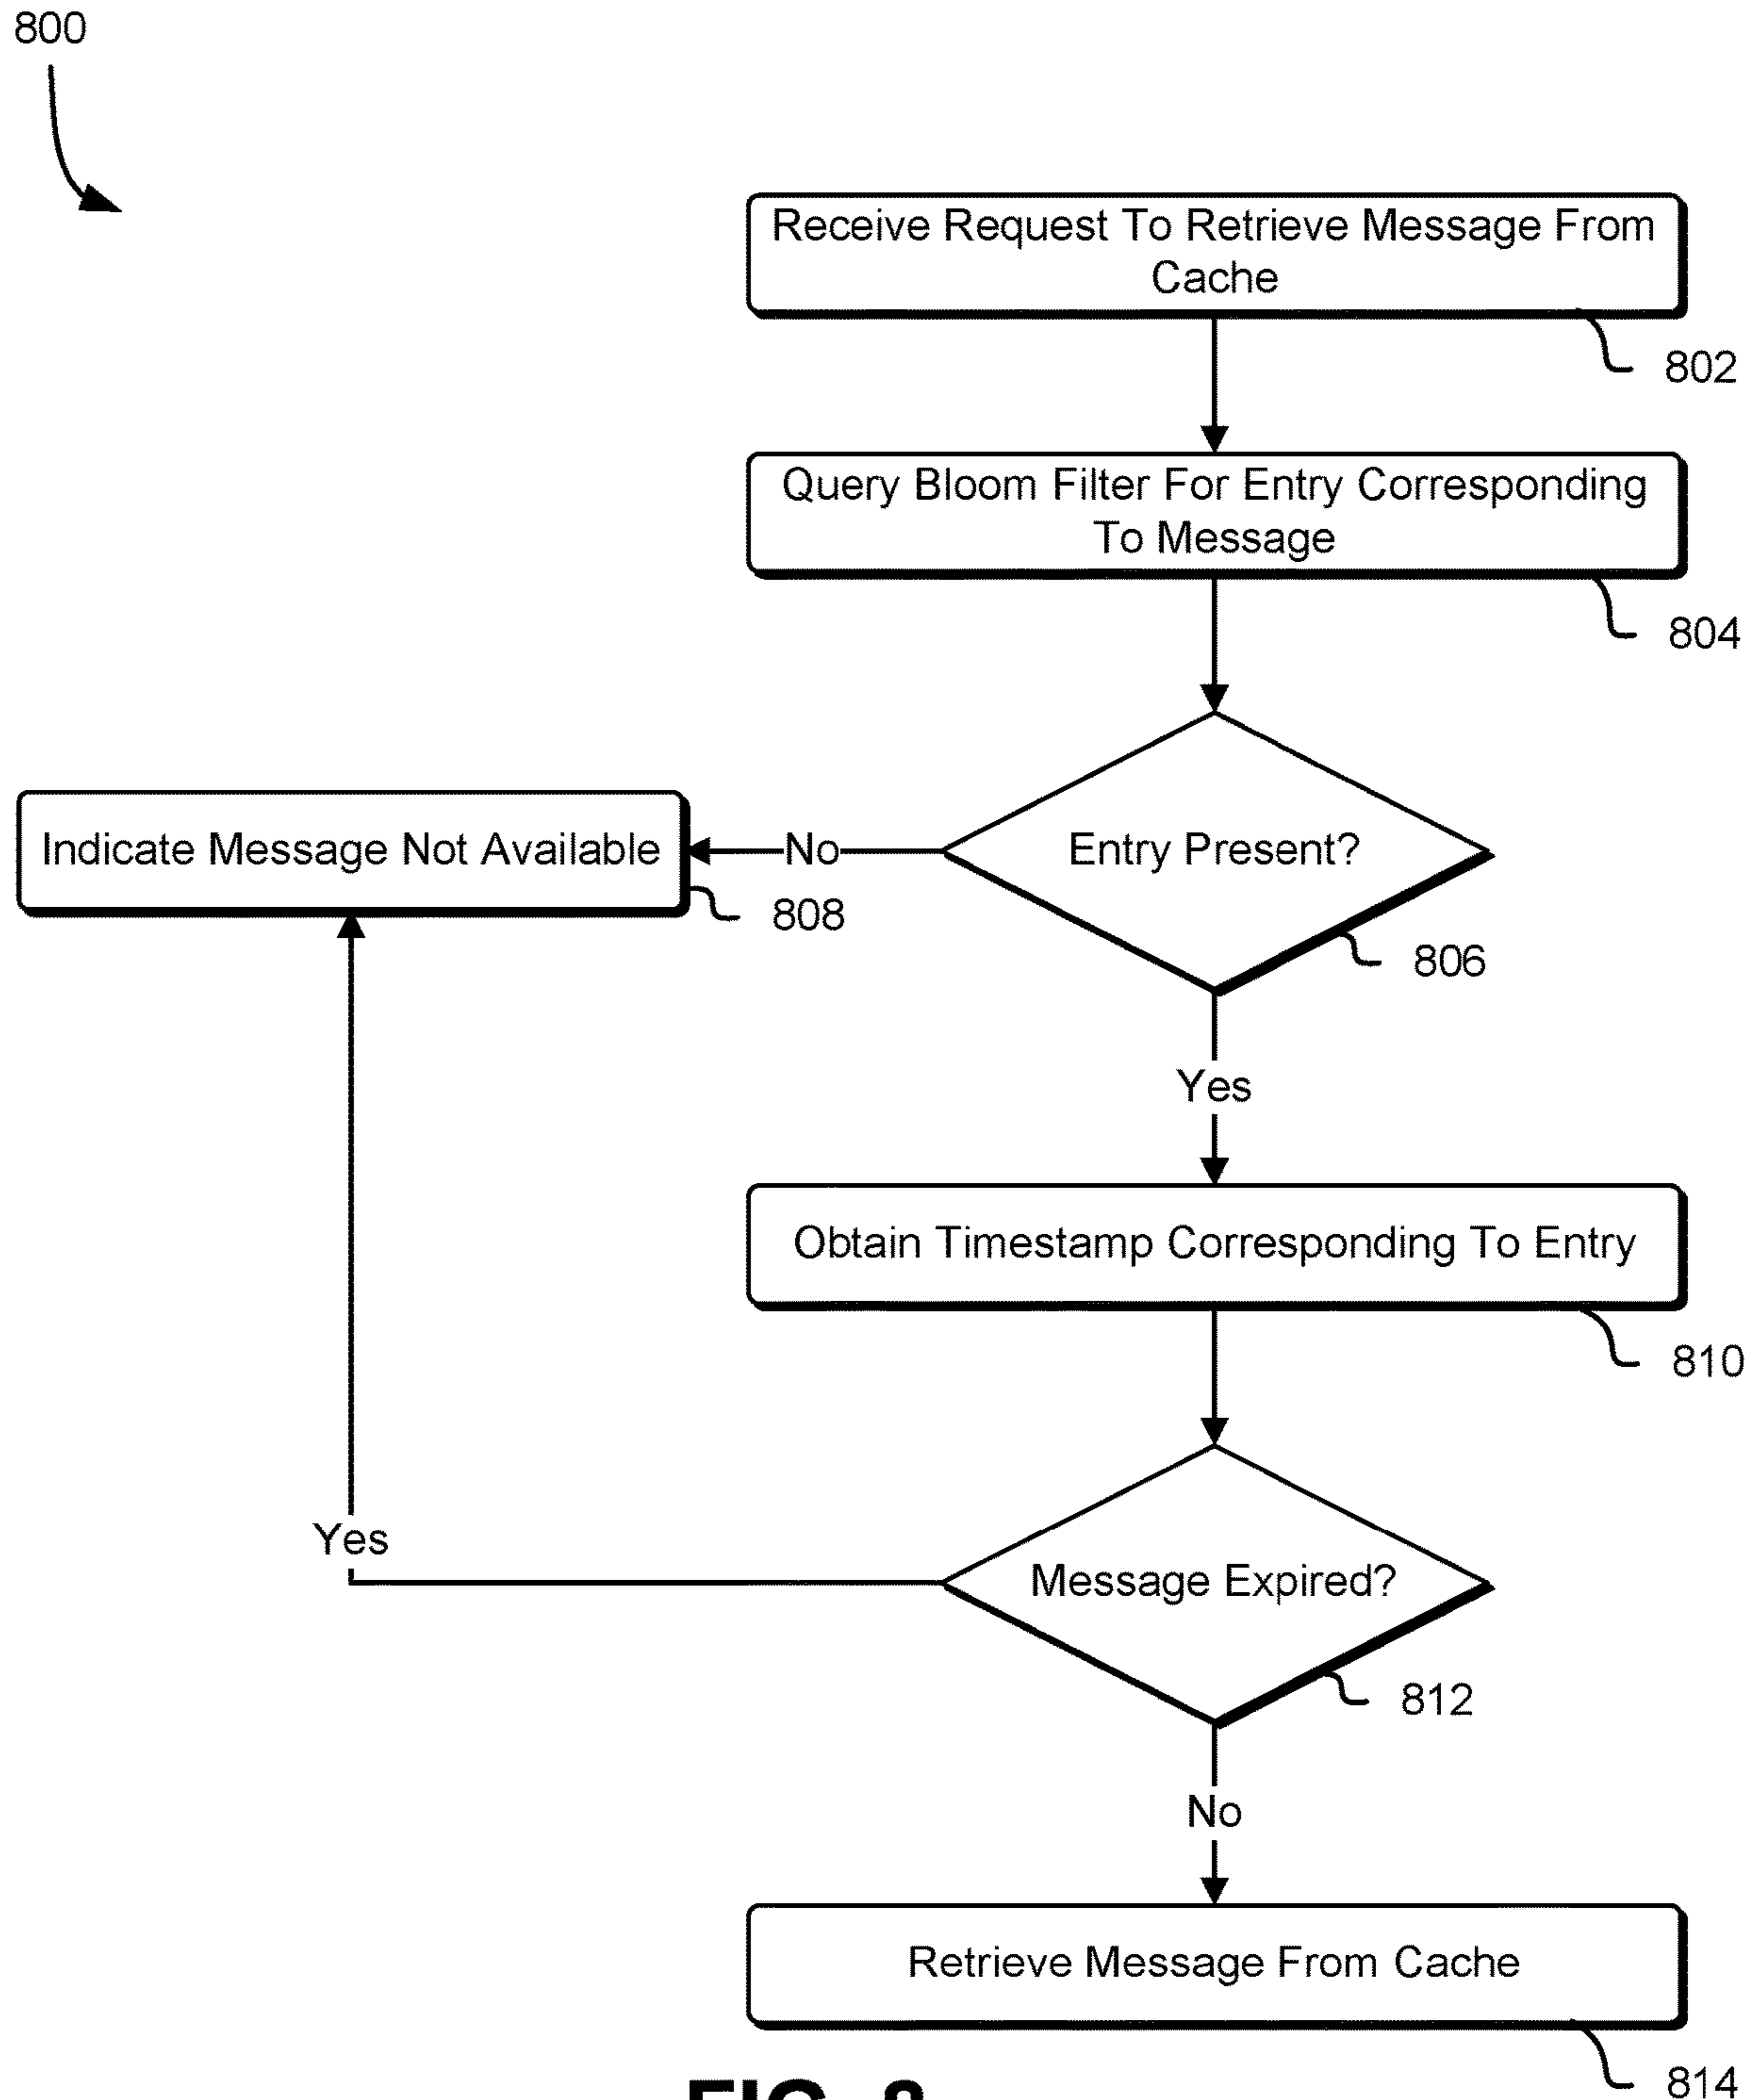 800
Receive Request To Retrieve Message From
Cache
802
Query Bloom Filter For Entry Corresponding
To Message
804
Entry Present?
806
No
Indicate Message Not Available
808
Yes
Obtain Timestamp Corresponding To Entry
810
Message Expired?
812
Yes
No
Retrieve Message From Cache
814
FIG. 8